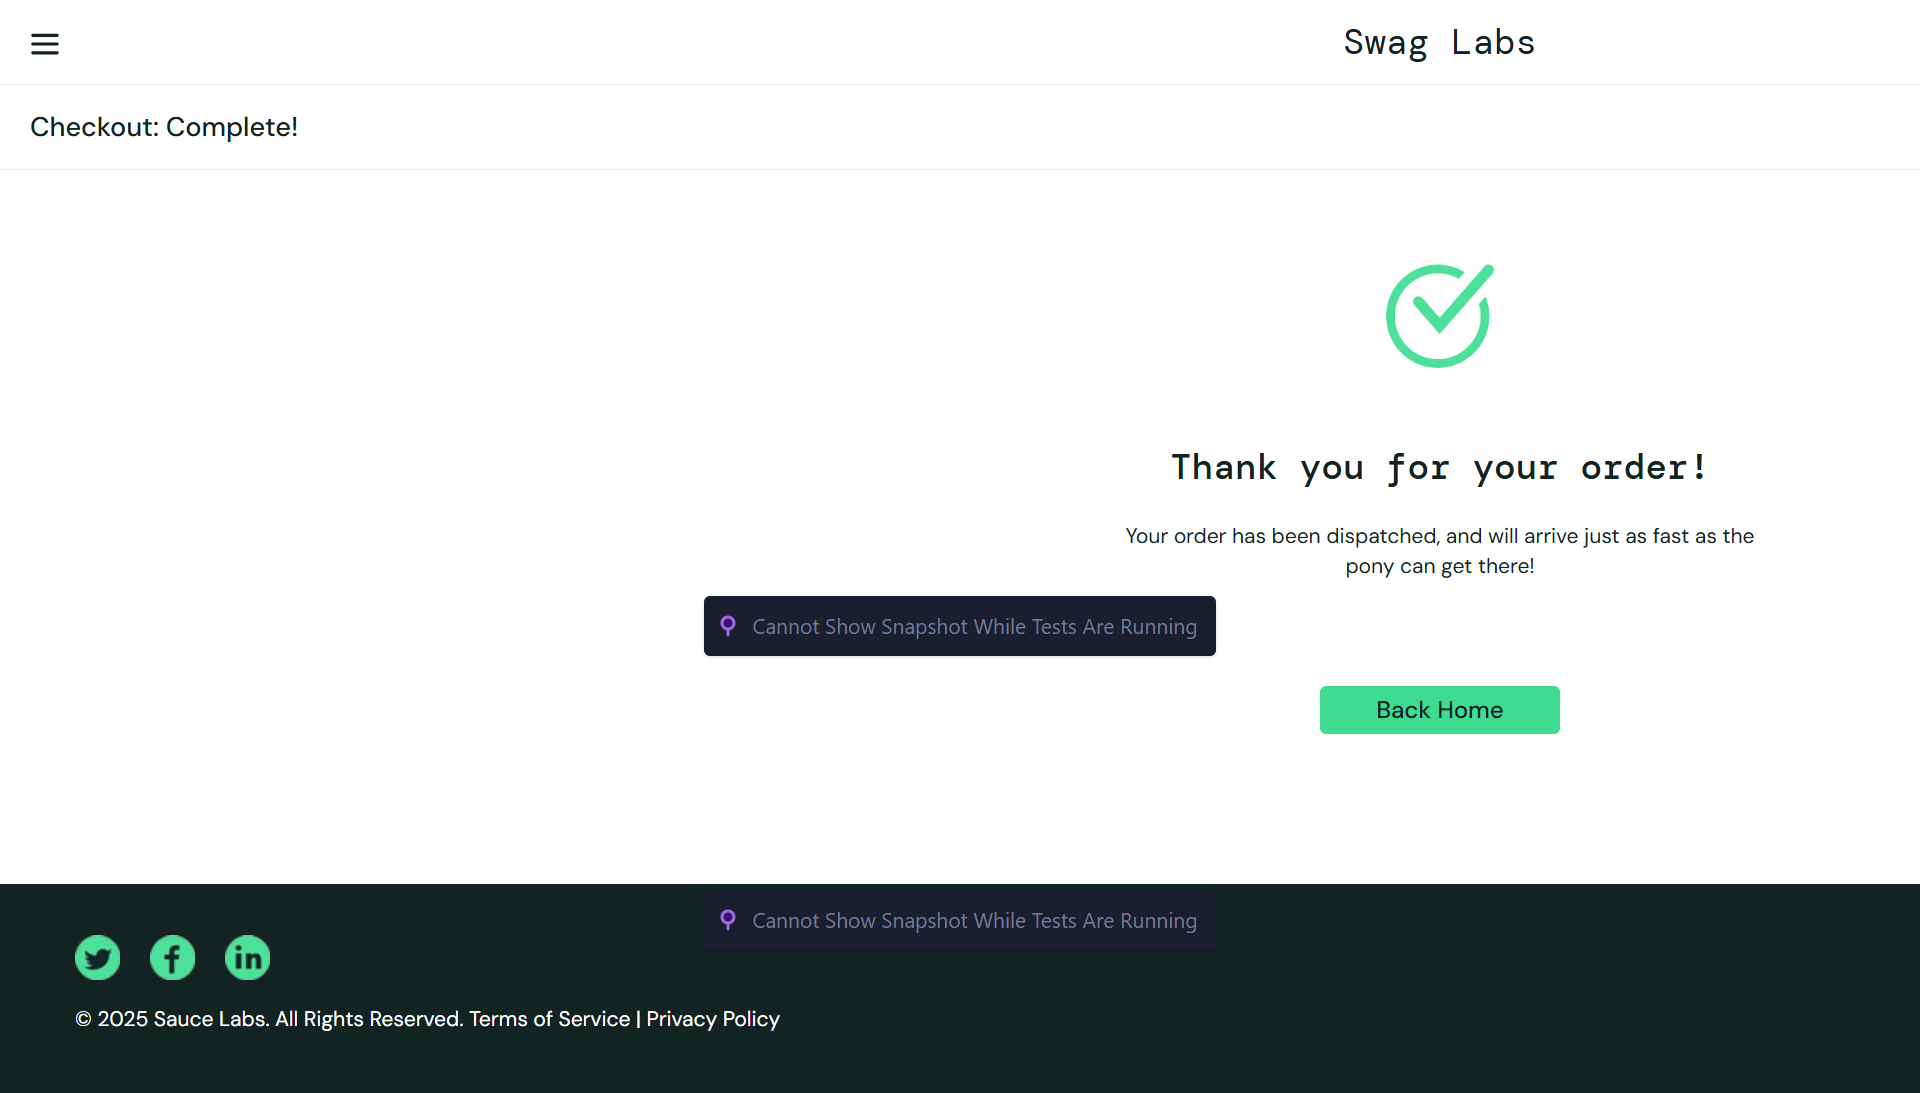 Swag Labs
Checkout: Complete!
Thank you for your order!
Your order has been dispatched, and will arrive just as fast as the
pony can get there!
Cannot Show Snapshot While Tests Are Running
Back Home
Cannot Show Snapshot While Tests Are Running
© 2025 Sauce Labs. All Rights Reserved. Terms of Service | Privacy Policy